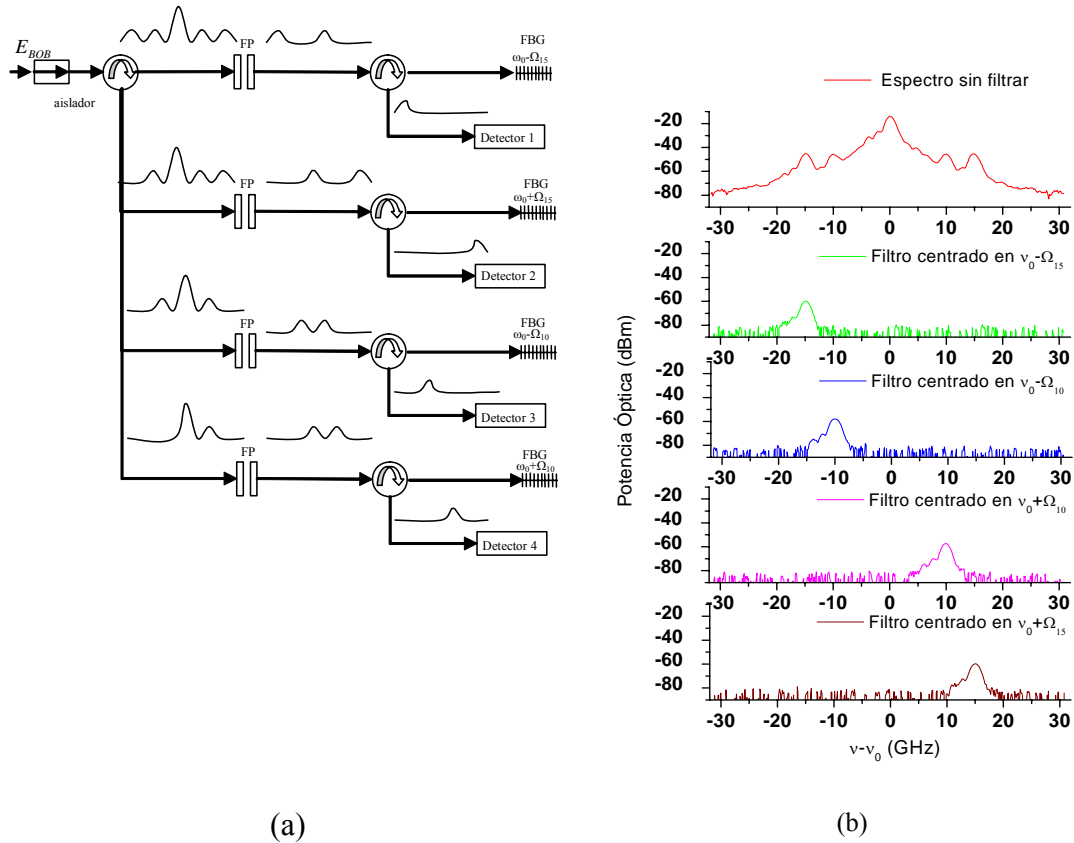 E_BOB
aislador
FP
FBG
ω0-Ω15
Detector 1
FP
FBG
ω0+Ω15
Detector 2
FP
FBG
ω0-Ω10
Detector 3
FP
FBG
ω0+Ω10
Detector 4
(a)
Potencia Óptica (dBm)
Espectro sin filtrar
-20
-40
-60
-80
-30 -20 -10 0 10 20 30
Filtro centrado en ν0-Ω15
-40
-60
-80
-30 -20 -10 0 10 20 30
Filtro centrado en ν0-Ω10
-40
-60
-80
-30 -20 -10 0 10 20 30
Filtro centrado en ν0+Ω10
-40
-60
-80
-30 -20 -10 0 10 20 30
Filtro centrado en ν0+Ω15
-20
-40
-60
-80
-30 -20 -10 0 10 20 30
ν-ν0 (GHz)
(b)